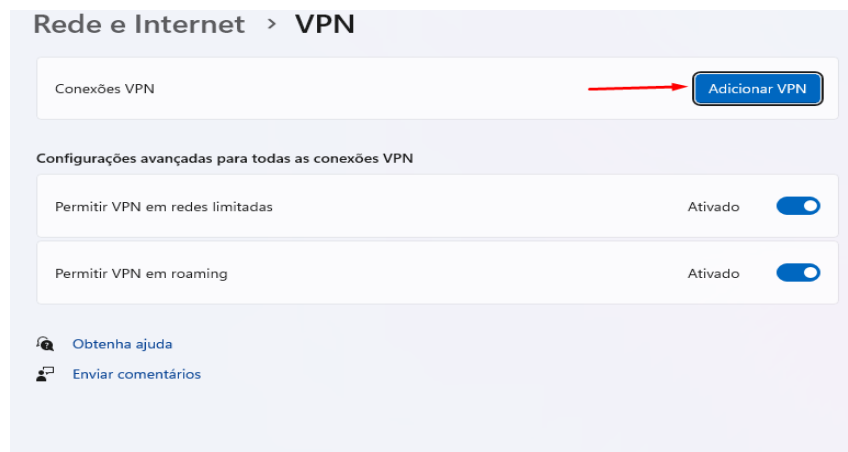 Rede e Internet > VPN
Conexões VPN Adicionar VPN
Configurações avançadas para todas as conexões VPN
Permitir VPN em redes limitadas Ativado
Permitir VPN em roaming Ativado
Obtenha ajuda
Enviar comentários